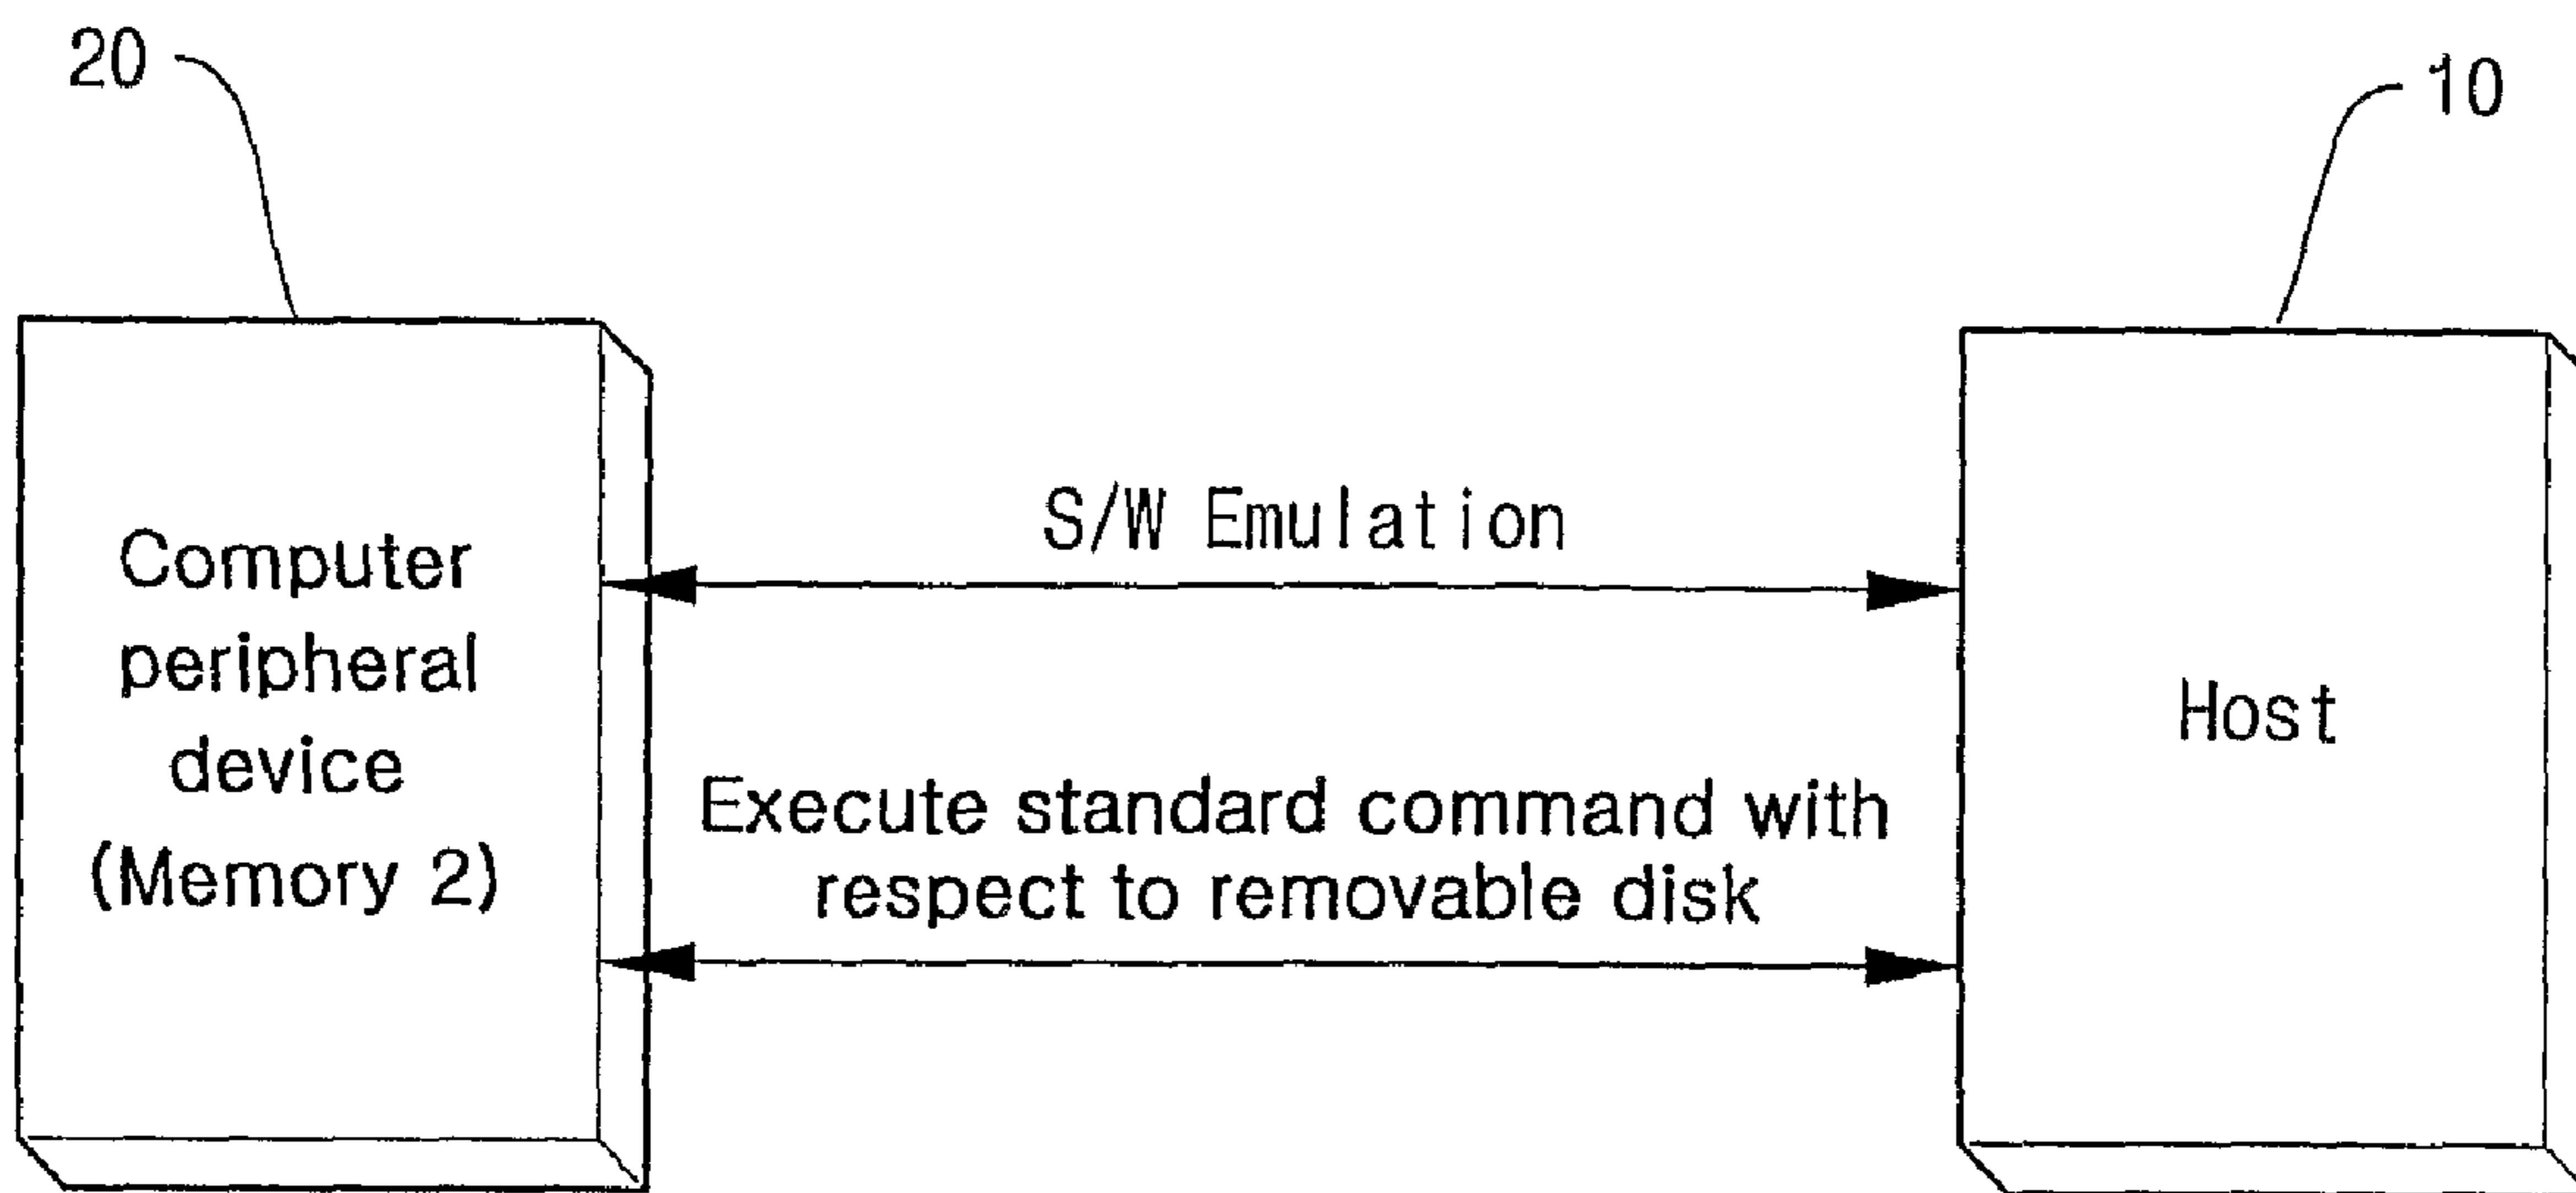 20
10
Computer
peripheral
device
(Memory 2)
S/W Emulation
Execute standard command with
respect to removable disk
Host